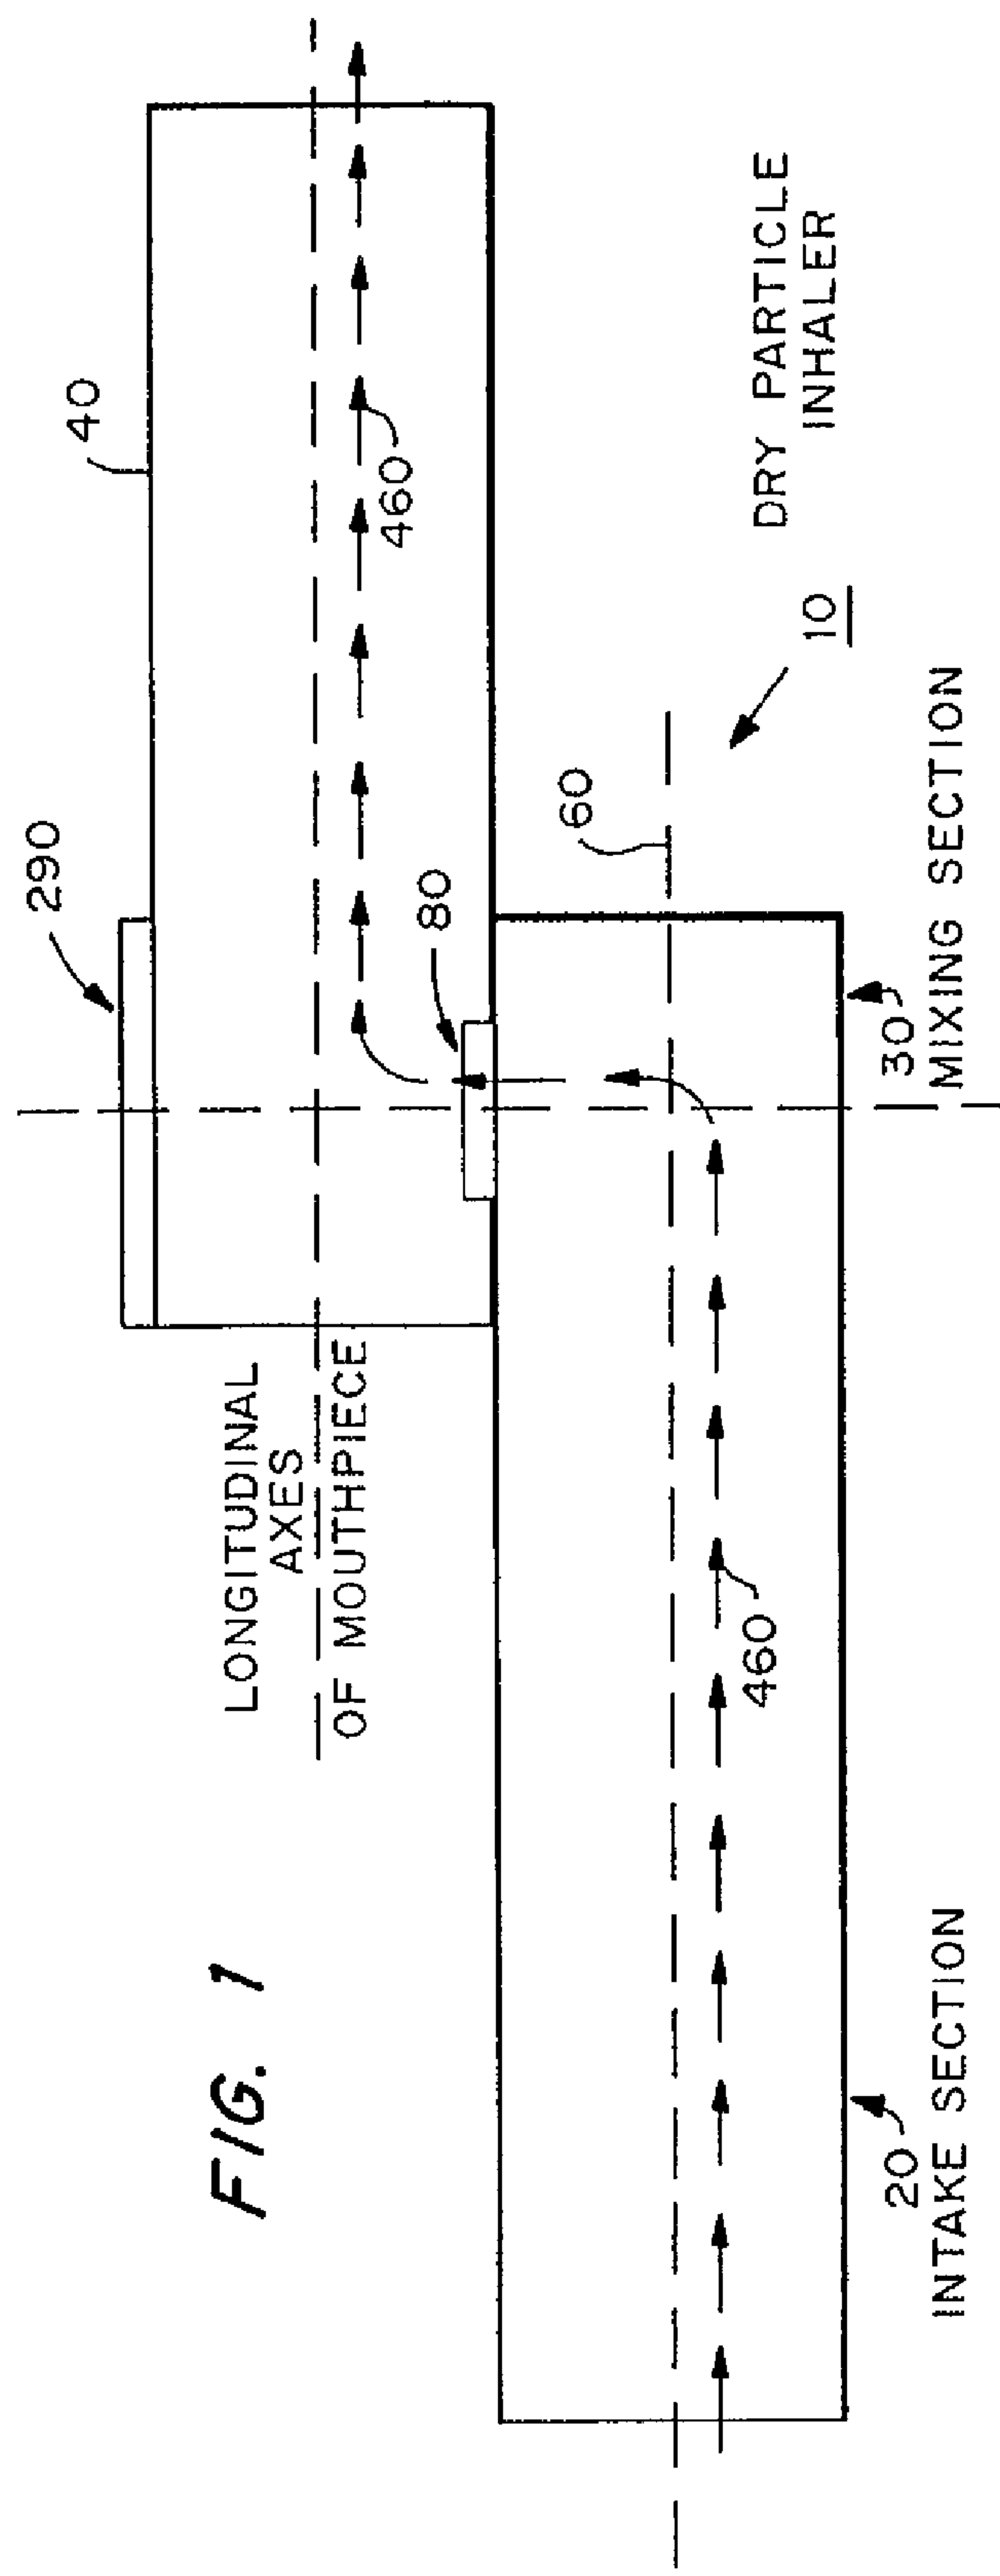 FIG. 1
290
40
LONGITUDINAL
AXES
OF MOUTHPIECE
460
80
60
460
10
DRY PARTICLE
INHALER
20
INTAKE SECTION
30
MIXING SECTION